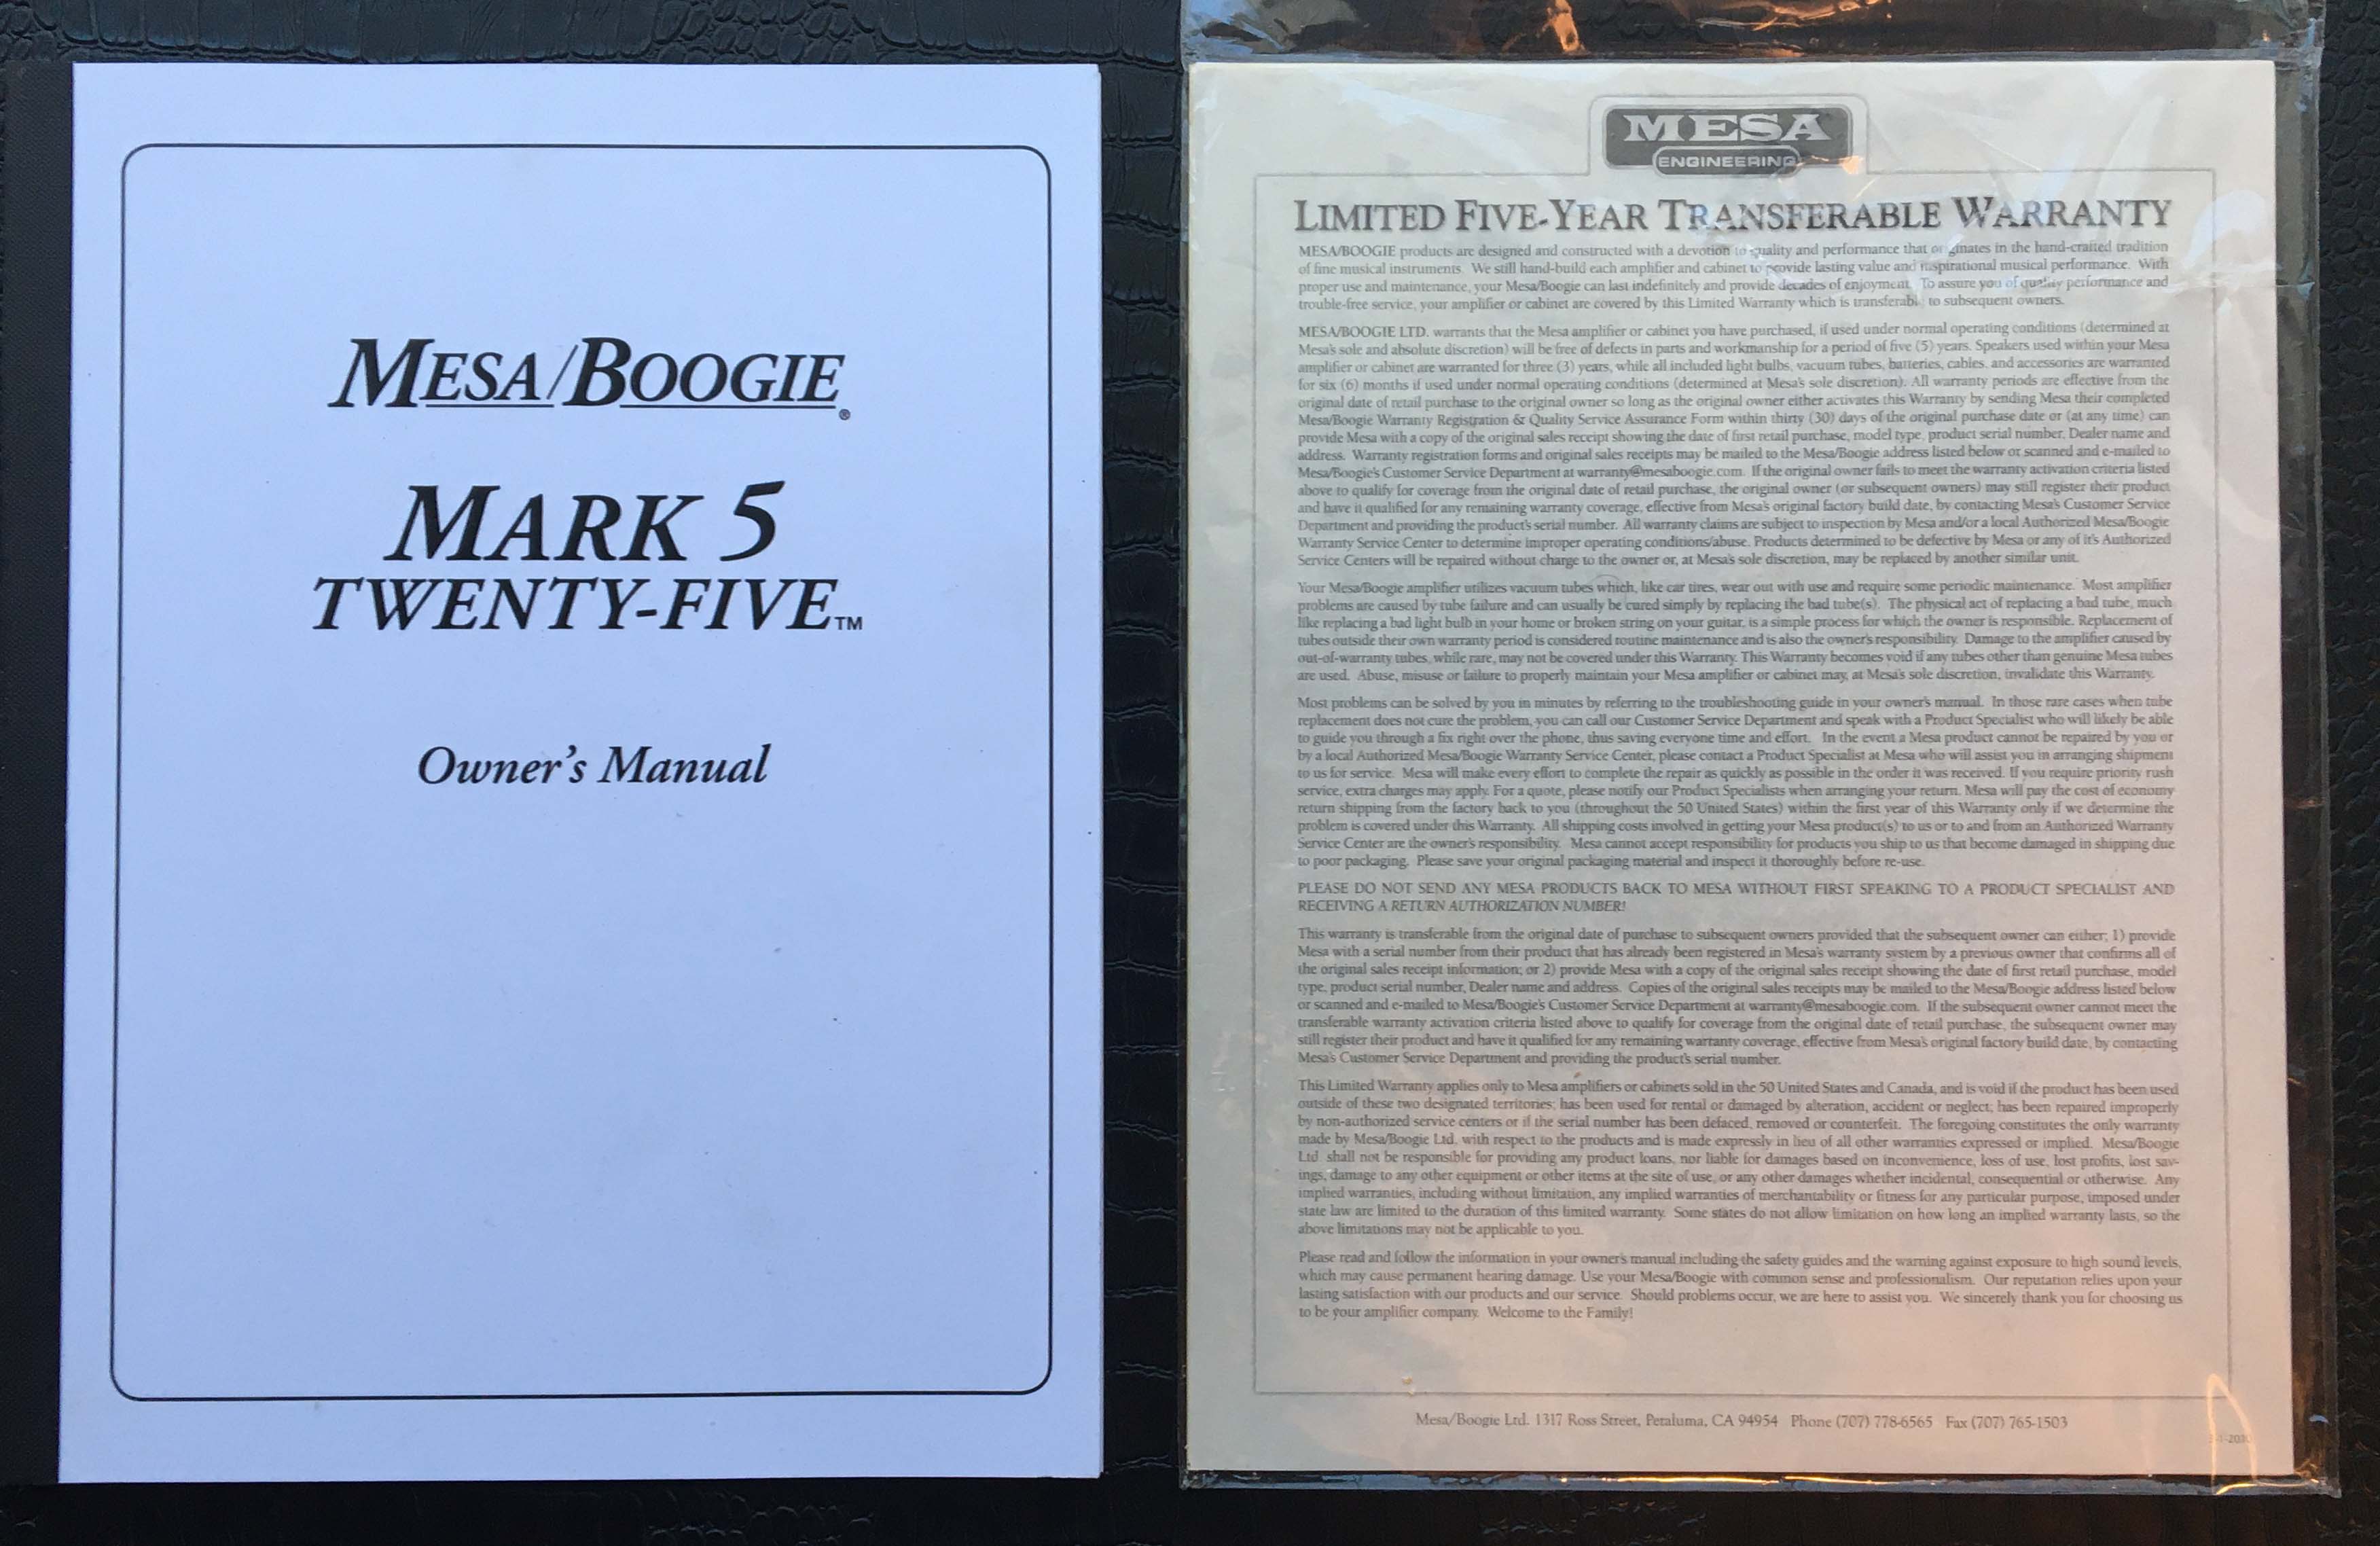 MESA/BOOGIE®
MARK 5
TWENTY-FIVE™
Owner's Manual
MESA
ENGINEERING
LIMITED FIVE-YEAR TRANSFERABLE WARRANTY
MESA/BOOGIE products are designed and constructed with a devotion to quality and performance that originates in the hand-crafted tradition
of fine musical instruments. We still hand-build each amplifier and cabinet to provide lasting value and inspirational musical performance. With
proper use and maintenance, your Mesa/Boogie can last indefinitely and provide decades of enjoyment. To assure you of quality performance and
trouble-free service, your amplifier or cabinet are covered by this Limited Warranty which is transferable to subsequent owners.
MESA/BOOGIE LTD. warrants that the Mesa amplifier or cabinet you have purchased, if used under normal operating conditions (determined at
Mesa's sole and absolute discretion) will be free of defects in parts and workmanship for a period of five (5) years. Speakers used within your Mesa
amplifier or cabinet are warranted for three (3) years, while all included light bulbs, vacuum tubes, batteries, cables, and accessories are warranted
for six (6) months if used under normal operating conditions (determined at Mesa's sole discretion). All warranty periods are effective from the
original date of retail purchase to the original owner so long as the original owner either activates this Warranty by sending Mesa their completed
Mesa/Boogie Warranty Registration & Quality Service Assurance Form within thirty (30) days of the original purchase date or (at any time) can
provide Mesa with a copy of the original sales receipt showing the date of first retail purchase, model type, product serial number, Dealer name and
address. Warranty registration forms and original sales receipts may be mailed to the Mesa/Boogie address listed below or scanned and e-mailed to
Mesa/Boogie's Customer Service Department at warranty@mesaboogie.com. If the original owner fails to meet the warranty activation criteria listed
above to qualify for coverage from the original date of retail purchase, the original owner (or subsequent owners) may still register their product
and have it qualified for any remaining warranty coverage, effective from Mesa's original factory build date, by contacting Mesa's Customer Service
Department and providing the product's serial number. All warranty claims are subject to inspection by Mesa and/or a local Authorized Mesa/Boogie
Warranty Service Center to determine improper operating conditions/abuse. Products determined to be defective by Mesa or any of it's Authorized
Service Centers will be repaired without charge to the owner or, at Mesa's sole discretion, may be replaced by another similar unit.
Your Mesa/Boogie amplifier utilizes vacuum tubes which, like car tires, wear out with use and require some periodic maintenance. Most amplifier
problems are caused by tube failure and can usually be cured simply by replacing the bad tube(s). The physical act of replacing a bad tube, much
like replacing a bad light bulb in your home or broken string on your guitar, is a simple process for which the owner is responsible. Replacement of
tubes outside their own warranty period is considered routine maintenance and is also the owner's responsibility. Damage to the amplifier caused by
out-of-warranty tubes, while rare, may not be covered under this Warranty. This Warranty becomes void if any tubes other than genuine Mesa tubes
are used. Abuse, misuse or failure to properly maintain your Mesa amplifier or cabinet may, at Mesa's sole discretion, invalidate this Warranty.
Most problems can be solved by you in minutes by referring to the troubleshooting guide in your owner's manual. In those rare cases when tube
replacement does not cure the problem, you can call our Customer Service Department and speak with a Product Specialist who will likely be able
to guide you through a fix right over the phone, thus saving everyone time and effort. In the event a Mesa product cannot be repaired by you or
by a local Authorized Mesa/Boogie Warranty Service Center, please contact a Product Specialist at Mesa who will assist you in arranging shipment
to us for service. Mesa will make every effort to complete the repair as quickly as possible in the order it was received. If you require priority rush
service, extra charges may apply. For a quote, please notify our Product Specialists when arranging your return. Mesa will pay the cost of economy
return shipping from the factory back to you (throughout the 50 United States) within the first year of this Warranty only if we determine the
problem is covered under this Warranty. All shipping costs involved in getting your Mesa product(s) to us or to and from an Authorized Warranty
Service Center are the owner's responsibility. Mesa cannot accept responsibility for products you ship to us that become damaged in shipping due
to poor packaging. Please save your original packaging material and inspect it thoroughly before re-use.
PLEASE DO NOT SEND ANY MESA PRODUCTS BACK TO MESA WITHOUT FIRST SPEAKING TO A PRODUCT SPECIALIST AND
RECEIVING A RETURN AUTHORIZATION NUMBER!
This warranty is transferable from the original date of purchase to subsequent owners provided that the subsequent owner can either; 1) provide
Mesa with a serial number from their product that has already been registered in Mesa's warranty system by a previous owner that confirms all of
the original sales receipt information; or 2) provide Mesa with a copy of the original sales receipt showing the date of first retail purchase, model
type, product serial number, Dealer name and address. Copies of the original sales receipts may be mailed to the Mesa/Boogie address listed below
or scanned and e-mailed to Mesa/Boogie's Customer Service Department at warranty@mesaboogie.com. If the subsequent owner cannot meet the
transferable warranty activation criteria listed above to qualify for coverage from the original date of retail purchase, the subsequent owner may
still register their product and have it qualified for any remaining warranty coverage, effective from Mesa's original factory build date, by contacting
Mesa's Customer Service Department and providing the product's serial number.
This Limited Warranty applies only to Mesa amplifiers or cabinets sold in the 50 United States and Canada, and is void if the product has been used
outside of these two designated territories; has been used for rental or damaged by alteration, accident or neglect; has been repaired improperly
by non-authorized service centers or if the serial number has been defaced, removed or counterfeit. The foregoing constitutes the only warranty
made by Mesa/Boogie Ltd. with respect to the products and is made expressly in lieu of all other warranties expressed or implied. Mesa/Boogie
Ltd. shall not be responsible for providing any product loans, nor liable for damages based on inconvenience, loss of use, lost profits, lost sav-
ings, damage to any other equipment or other items at the site of use, or any other damages whether incidental, consequential or otherwise. Any
implied warranties, including without limitation, any implied warranties of merchantability or fitness for any particular purpose, imposed under
state law are limited to the duration of this limited warranty. Some states do not allow limitation on how long an implied warranty lasts, so the
above limitations may not be applicable to you.
Please read and follow the information in your owner's manual including the safety guides and the warning against exposure to high sound levels,
which may cause permanent hearing damage. Use your Mesa/Boogie with common sense and professionalism. Our reputation relies upon your
lasting satisfaction with our products and our service. Should problems occur, we are here to assist you. We sincerely thank you for choosing us
to be your amplifier company. Welcome to the Family!
Mesa/Boogie Ltd. 1317 Ross Street, Petaluma, CA 94954 Phone (707) 778-6565 Fax (707) 765-1503